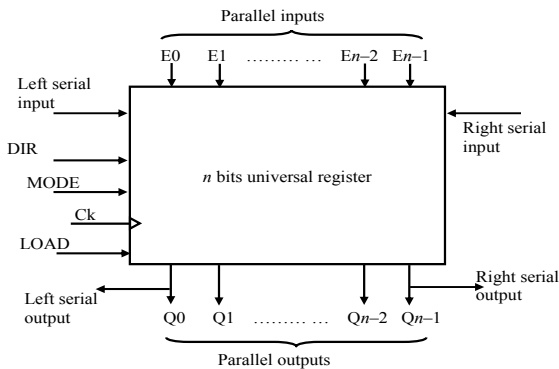 Parallel inputs
E0 E1 ……… … En–2 En–1
Left serial
input
Right serial
input
DIR
MODE
n bits universal register
Ck
LOAD
Left serial
output
Right serial
output
Q0 Q1 ……… … Qn–2 Qn–1
Parallel outputs